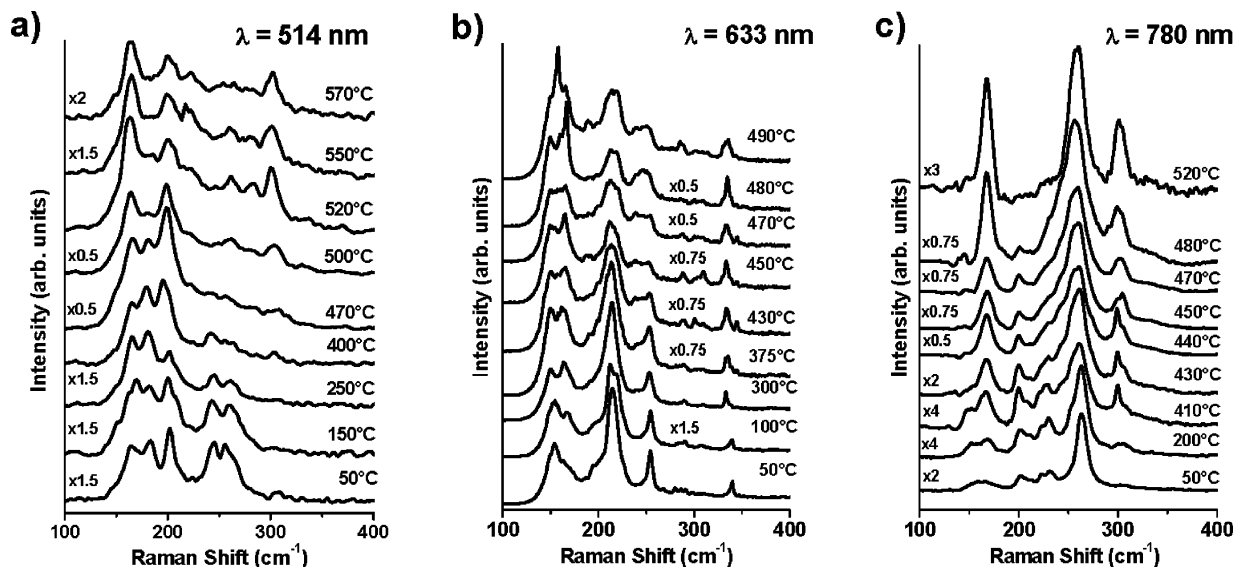 a)
λ = 514 nm
Intensity (arb. units)
x2
570°C
x1.5
550°C
520°C
x0.5
500°C
x0.5
470°C
400°C
x1.5
250°C
x1.5
150°C
x1.5
50°C
100 200 300 400
Raman Shift (cm⁻¹)
b)
λ = 633 nm
Intensity (arb. units)
490°C
x0.5
480°C
x0.5
470°C
x0.75
450°C
x0.75
430°C
x0.75
375°C
300°C
x1.5
100°C
50°C
100 200 300 400
Raman Shift (cm⁻¹)
c)
λ = 780 nm
Intensity (arb. units)
x3
520°C
x0.75
480°C
x0.75
470°C
x0.75
450°C
x0.5
440°C
x2
430°C
x4
410°C
x4
200°C
x2
50°C
100 200 300 400
Raman Shift (cm⁻¹)